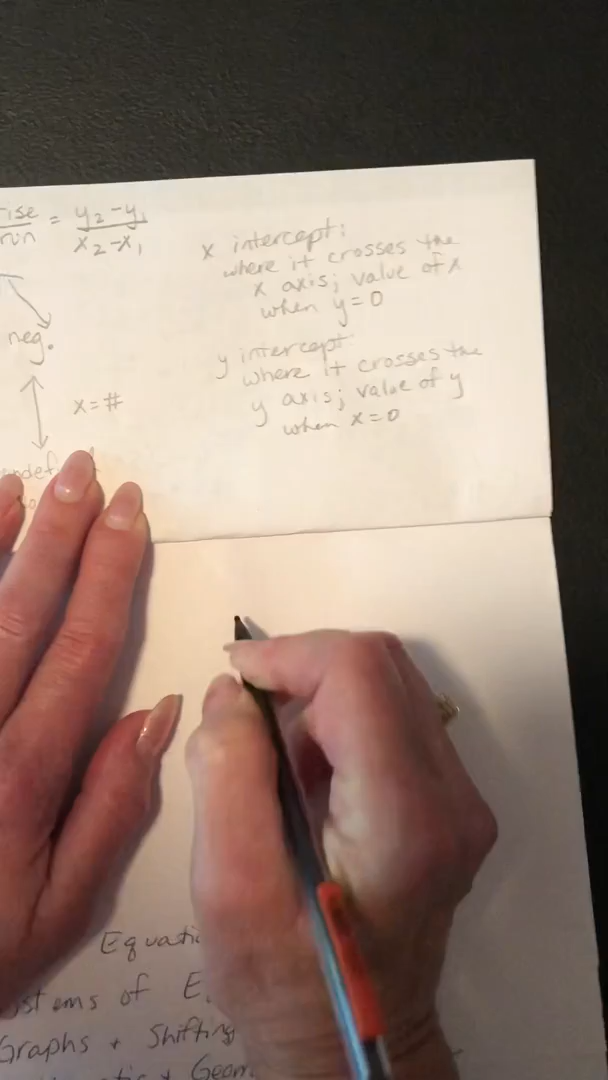 rise
run = y₂-y₁
x₂-x₁
neg.
x = #
x intercept:
where it crosses the
x axis; value of x
when y=0
y intercept:
where it crosses the
y axis; value of y
when x=0
Equatio
stems of E
Graphs + Shifting
+ Geom